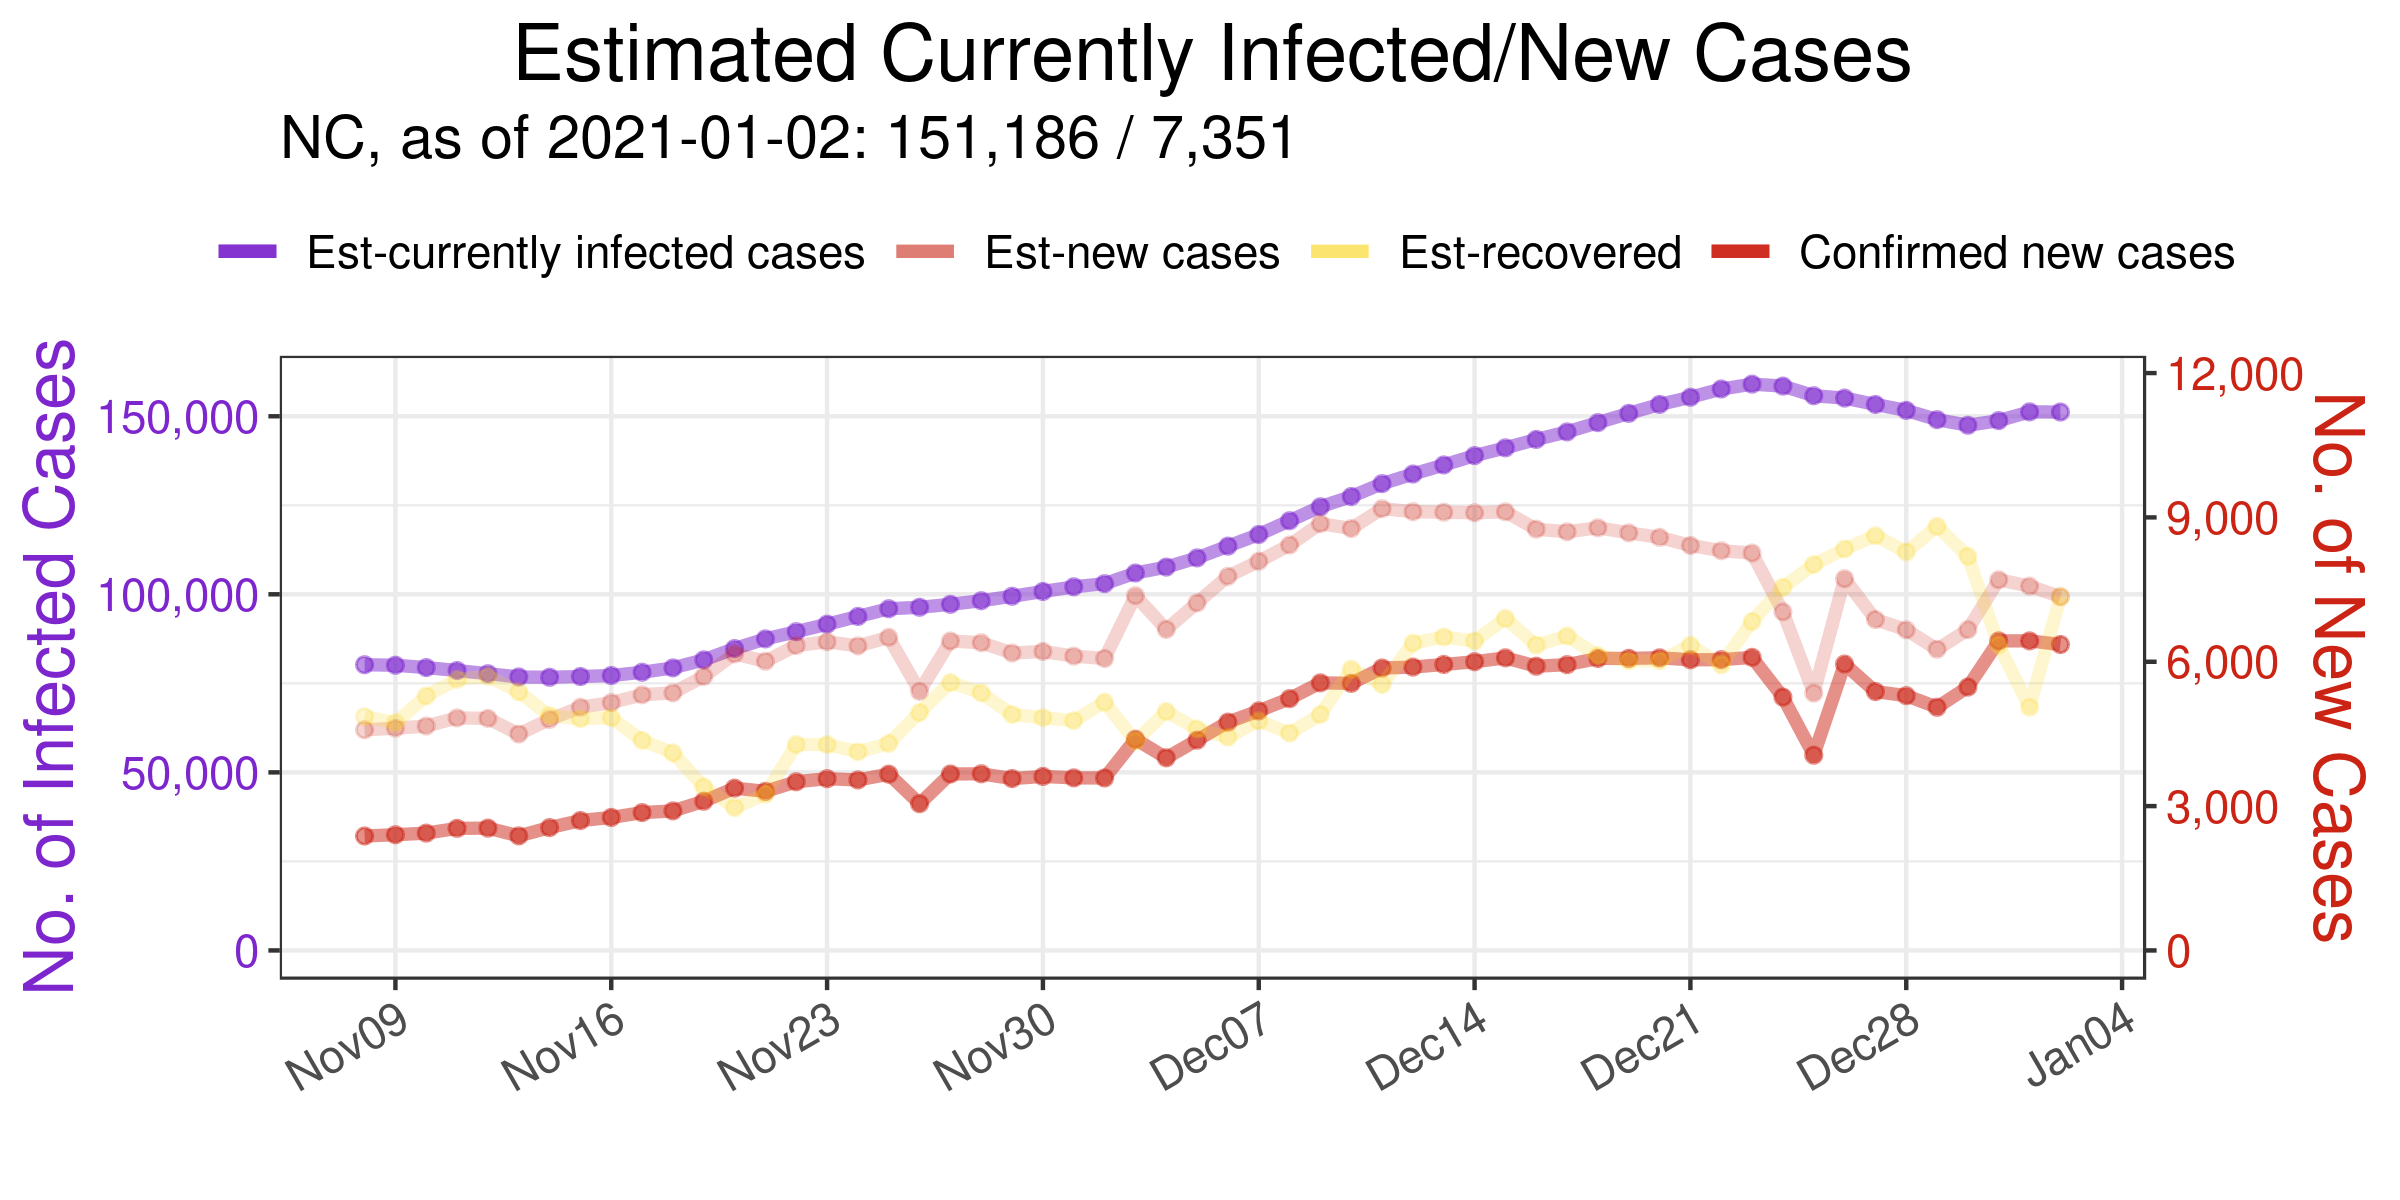 Estimated Currently Infected/New Cases
NC, as of 2021-01-02: 151,186 / 7,351
Est-currently infected cases Est-new cases Est-recovered Confirmed new cases
No. of Infected Cases
150,000
100,000
50,000
0
12,000
9,000
6,000
3,000
0
No. of New Cases
Nov09 Nov16 Nov23 Nov30 Dec07 Dec14 Dec21 Dec28 Jan04